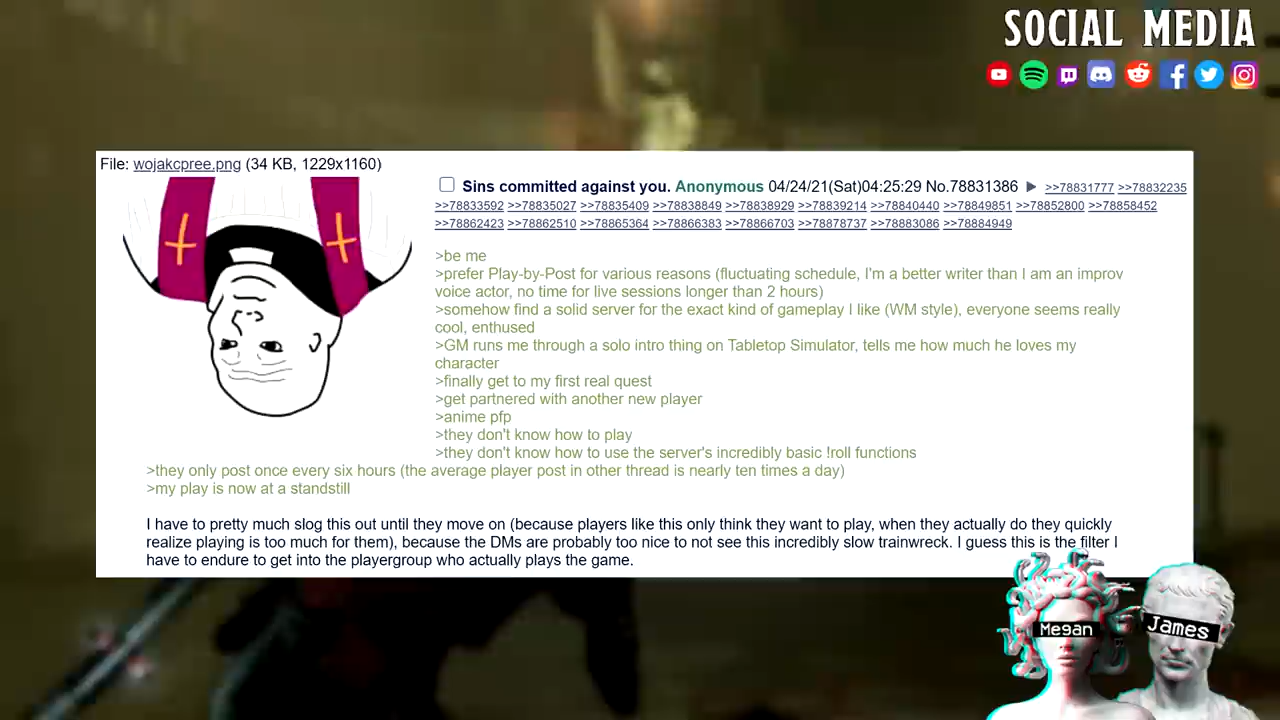 SOCIAL MEDIA
File: wojakcpree.png (34 KB, 1229x1160)
Sins committed against you. Anonymous 04/24/21(Sat)04:25:29 No.78831386 ▶ >>78831777 >>78832235
>>78833592 >>78835027 >>78835409 >>78838849 >>78838929 >>78839214 >>78840440 >>78849851 >>78852800 >>78858452
>>78862423 >>78862510 >>78865364 >>78866383 >>78866703 >>78878737 >>78883086 >>78884949
>be me
>prefer Play-by-Post for various reasons (fluctuating schedule, I'm a better writer than I am an improv
voice actor, no time for live sessions longer than 2 hours)
>somehow find a solid server for the exact kind of gameplay I like (WM style), everyone seems really
cool, enthused
>GM runs me through a solo intro thing on Tabletop Simulator, tells me how much he loves my
character
>finally get to my first real quest
>get partnered with another new player
>anime pfp
>they don't know how to play
>they don't know how to use the server's incredibly basic !roll functions
>they only post once every six hours (the average player post in other thread is nearly ten times a day)
>my play is now at a standstill
I have to pretty much slog this out until they move on (because players like this only think they want to play, when they actually do they quickly
realize playing is too much for them), because the DMs are probably too nice to not see this incredibly slow trainwreck. I guess this is the filter I
have to endure to get into the playergroup who actually plays the game.
Megan
James